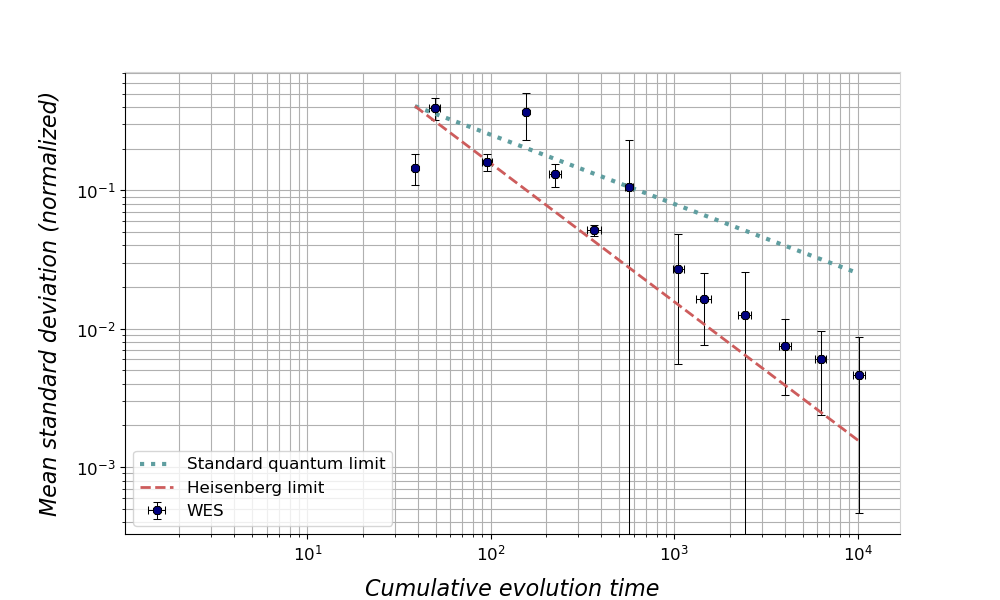 Mean standard deviation (normalized)
10⁻¹
10⁻²
10⁻³
Standard quantum limit
Heisenberg limit
WES
10¹
10²
10³
10⁴
Cumulative evolution time